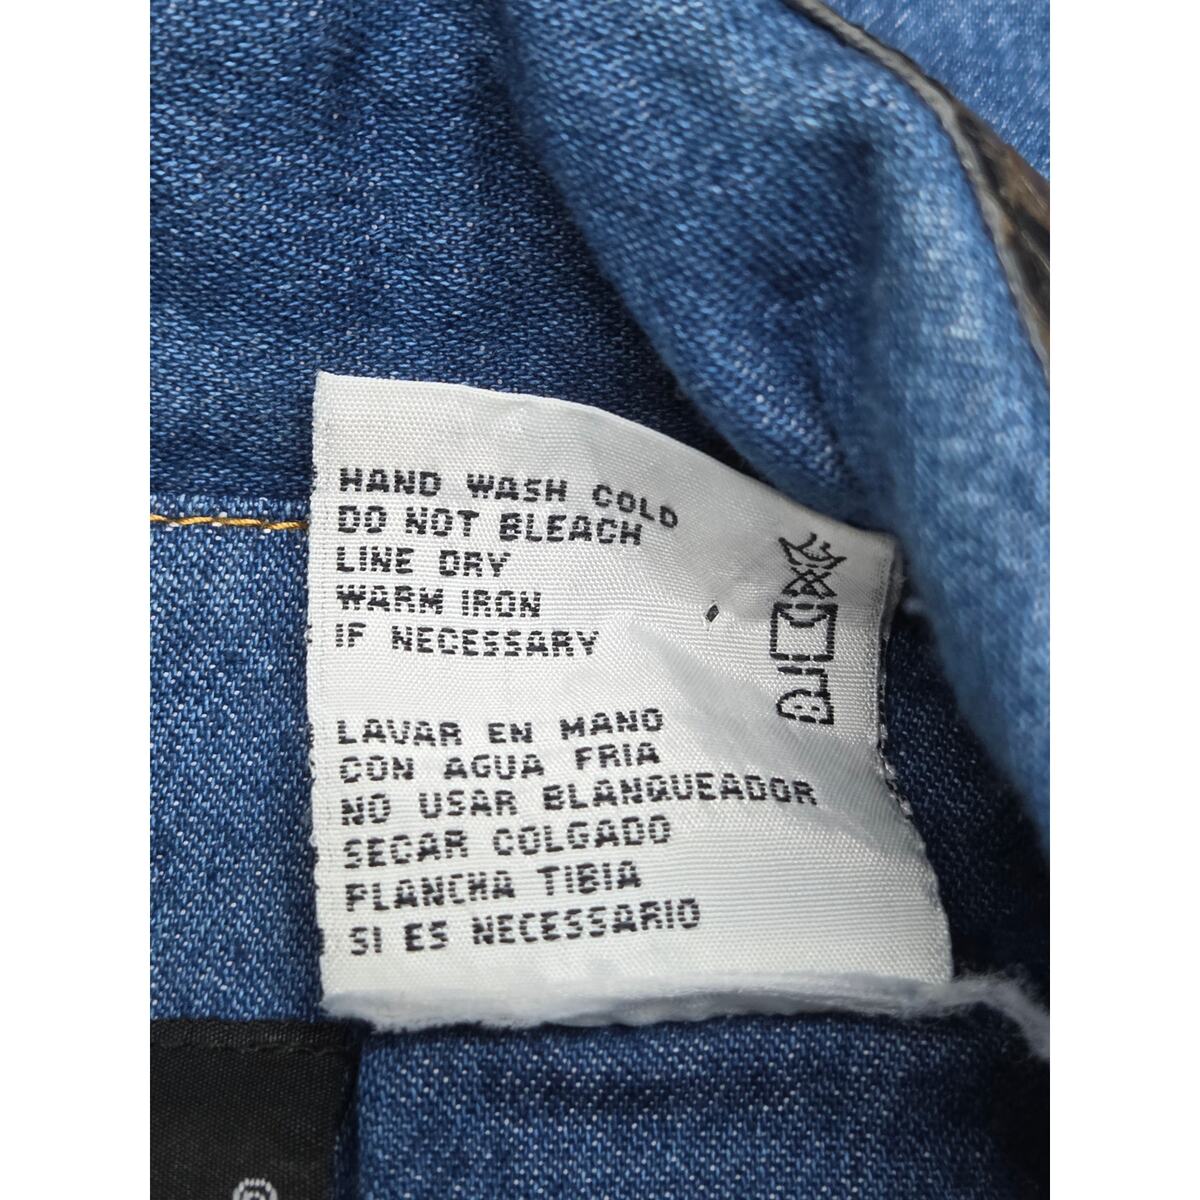 HAND WASH COLD
DO NOT BLEACH
LINE DRY
WARM IRON
IF NECESSARY
LAVAR EN MANO
CON AGUA FRIA
NO USAR BLANQUEADOR
SECAR COLGADO
PLANCHA TIBIA
SI ES NECESSARIO
®